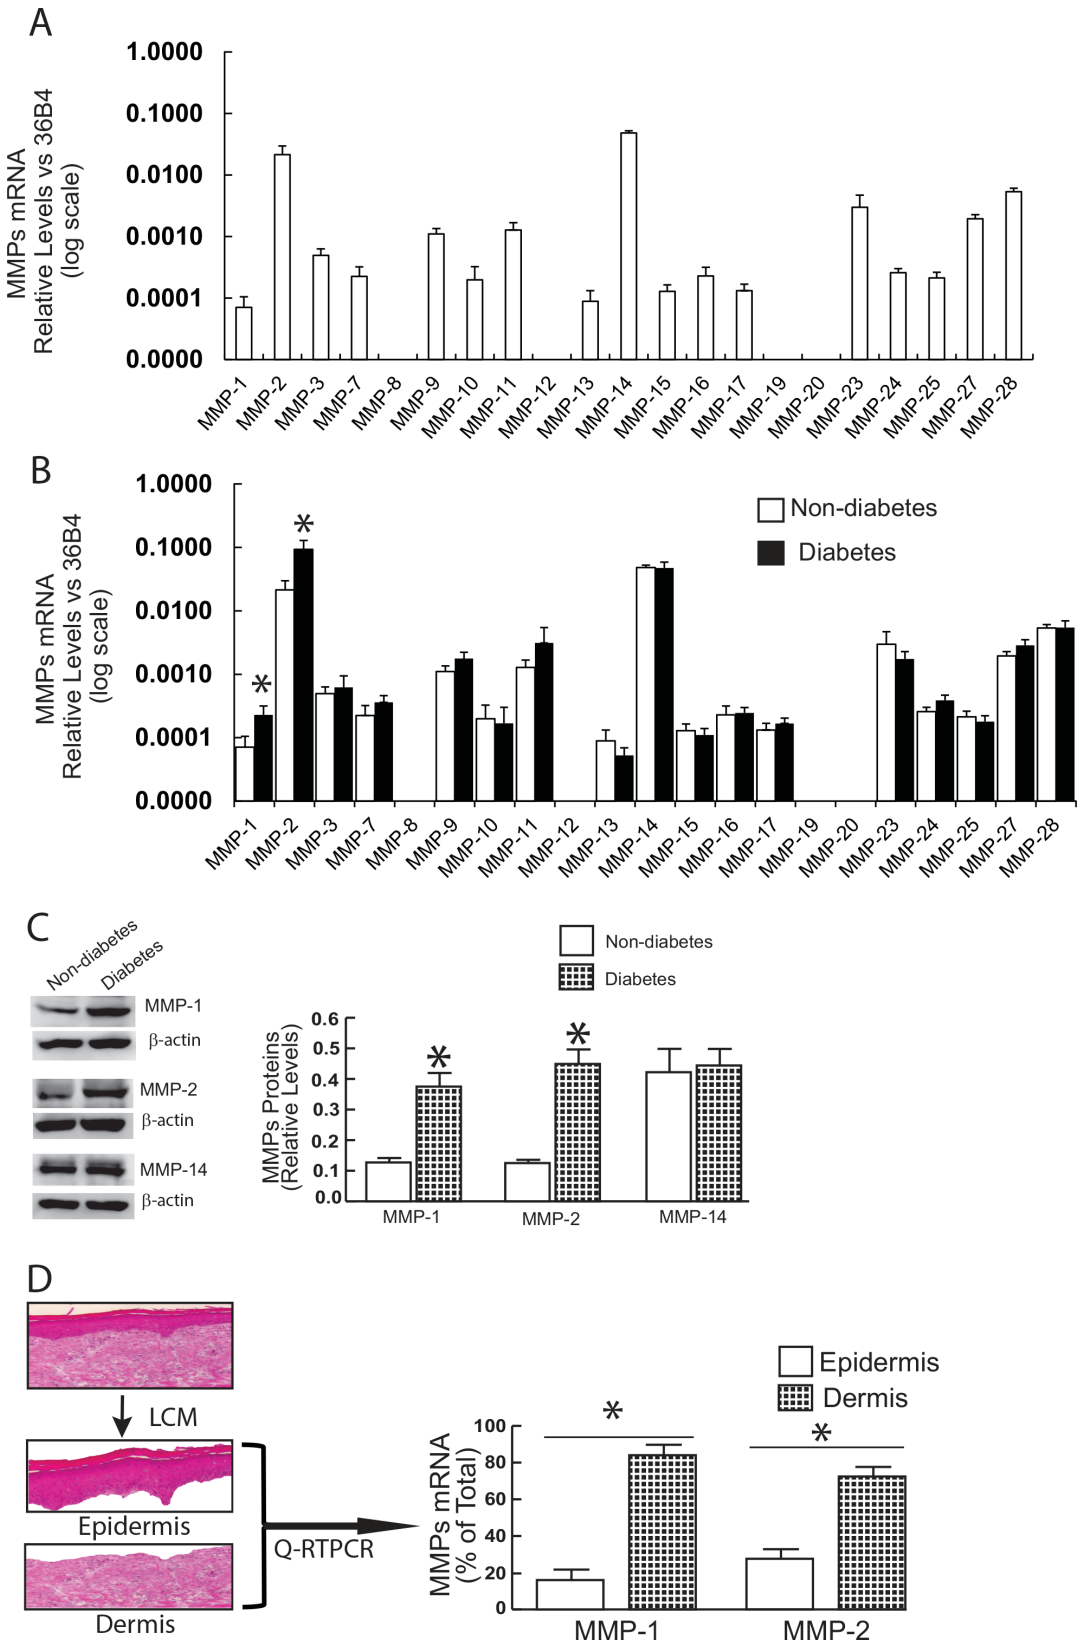 A
1.0000
0.1000
0.0100
0.0010
0.0001
0.0000
MMPs mRNA
Relative Levels vs 36B4
(log scale)
MMP-1
MMP-2
MMP-3
MMP-7
MMP-8
MMP-9
MMP-10
MMP-11
MMP-12
MMP-13
MMP-14
MMP-15
MMP-16
MMP-17
MMP-19
MMP-20
MMP-23
MMP-24
MMP-25
MMP-27
MMP-28
B
1.0000
0.1000
0.0100
0.0010
0.0001
0.0000
MMPs mRNA
Relative Levels vs 36B4
(log scale)
*
*
Non-diabetes
Diabetes
MMP-1
MMP-2
MMP-3
MMP-7
MMP-8
MMP-9
MMP-10
MMP-11
MMP-12
MMP-13
MMP-14
MMP-15
MMP-16
MMP-17
MMP-19
MMP-20
MMP-23
MMP-24
MMP-25
MMP-27
MMP-28
C
Non-diabetes
Diabetes
MMP-1
β-actin
MMP-2
β-actin
MMP-14
β-actin
Non-diabetes
Diabetes
MMPs Proteins
(Relative Levels)
0.6
0.5
0.4
0.3
0.2
0.1
0.0
*
*
MMP-1
MMP-2
MMP-14
D
LCM
Epidermis
Dermis
Q-RTPCR
Epidermis
Dermis
MMPs mRNA
(% of Total)
100
80
60
40
20
0
*
*
MMP-1
MMP-2